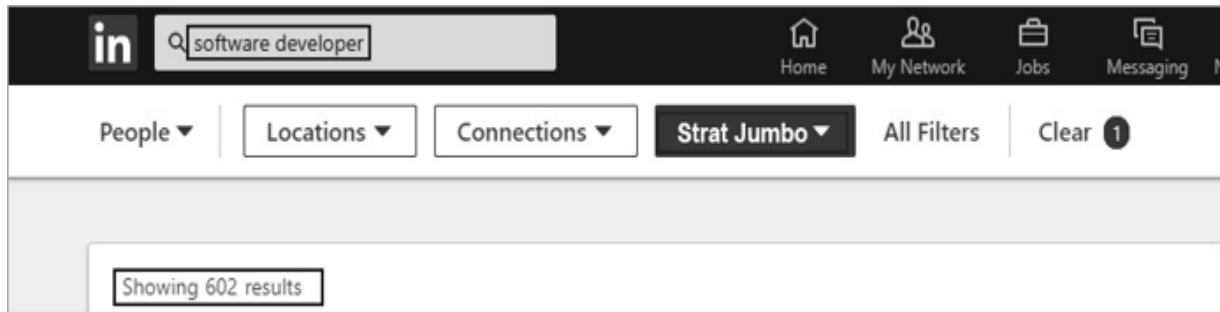 in software developer
Home My Network Jobs Messaging
People Locations Connections Strat Jumbo All Filters Clear 1
Showing 602 results